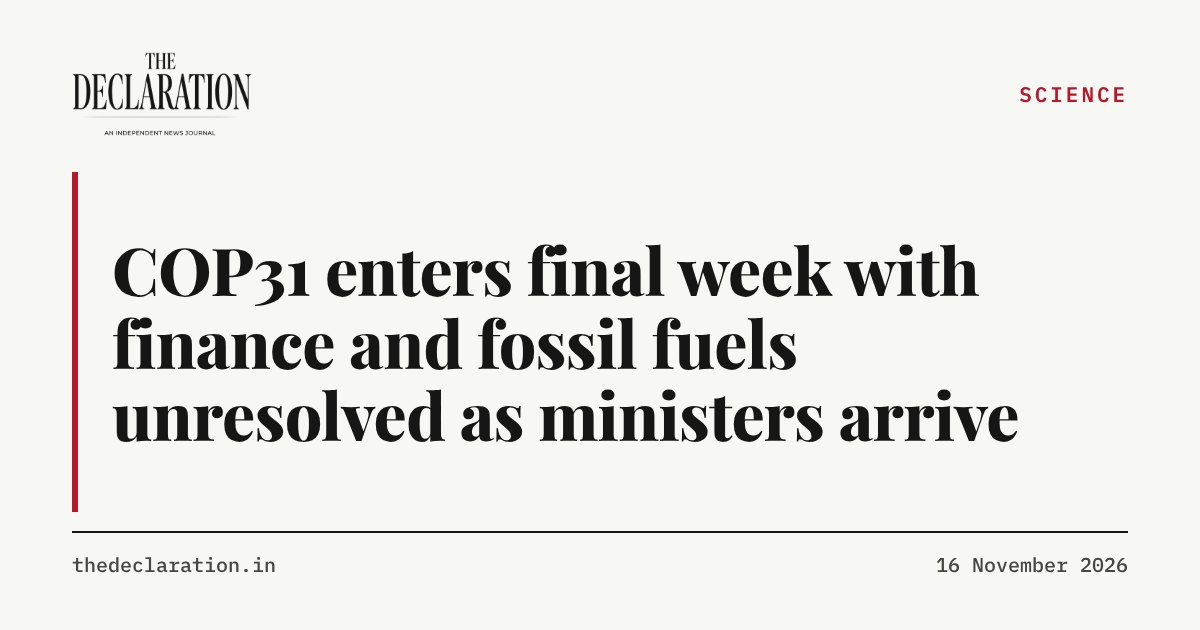 THE
DECLARATION
AN INDEPENDENT NEWS JOURNAL
SCIENCE
COP31 enters final week with
finance and fossil fuels
unresolved as ministers arrive
thedeclaration.in
16 November 2026